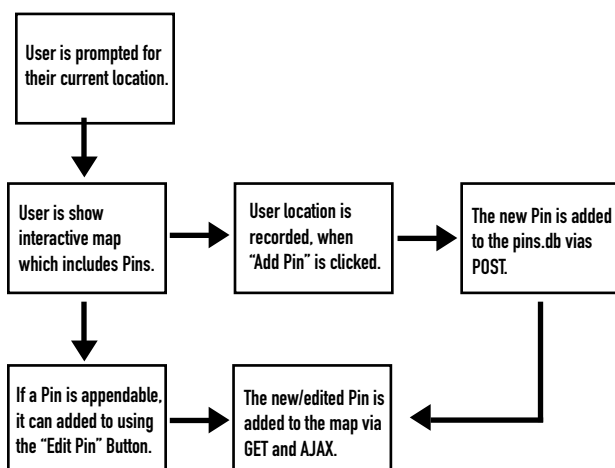 User is prompted for
their current location.
User is show
interactive map
which includes Pins.
User location is
recorded, when
“Add Pin” is clicked.
The new Pin is added
to the pins.db vias
POST.
If a Pin is appendable,
it can added to using
the “Edit Pin” Button.
The new/edited Pin is
added to the map via
GET and AJAX.